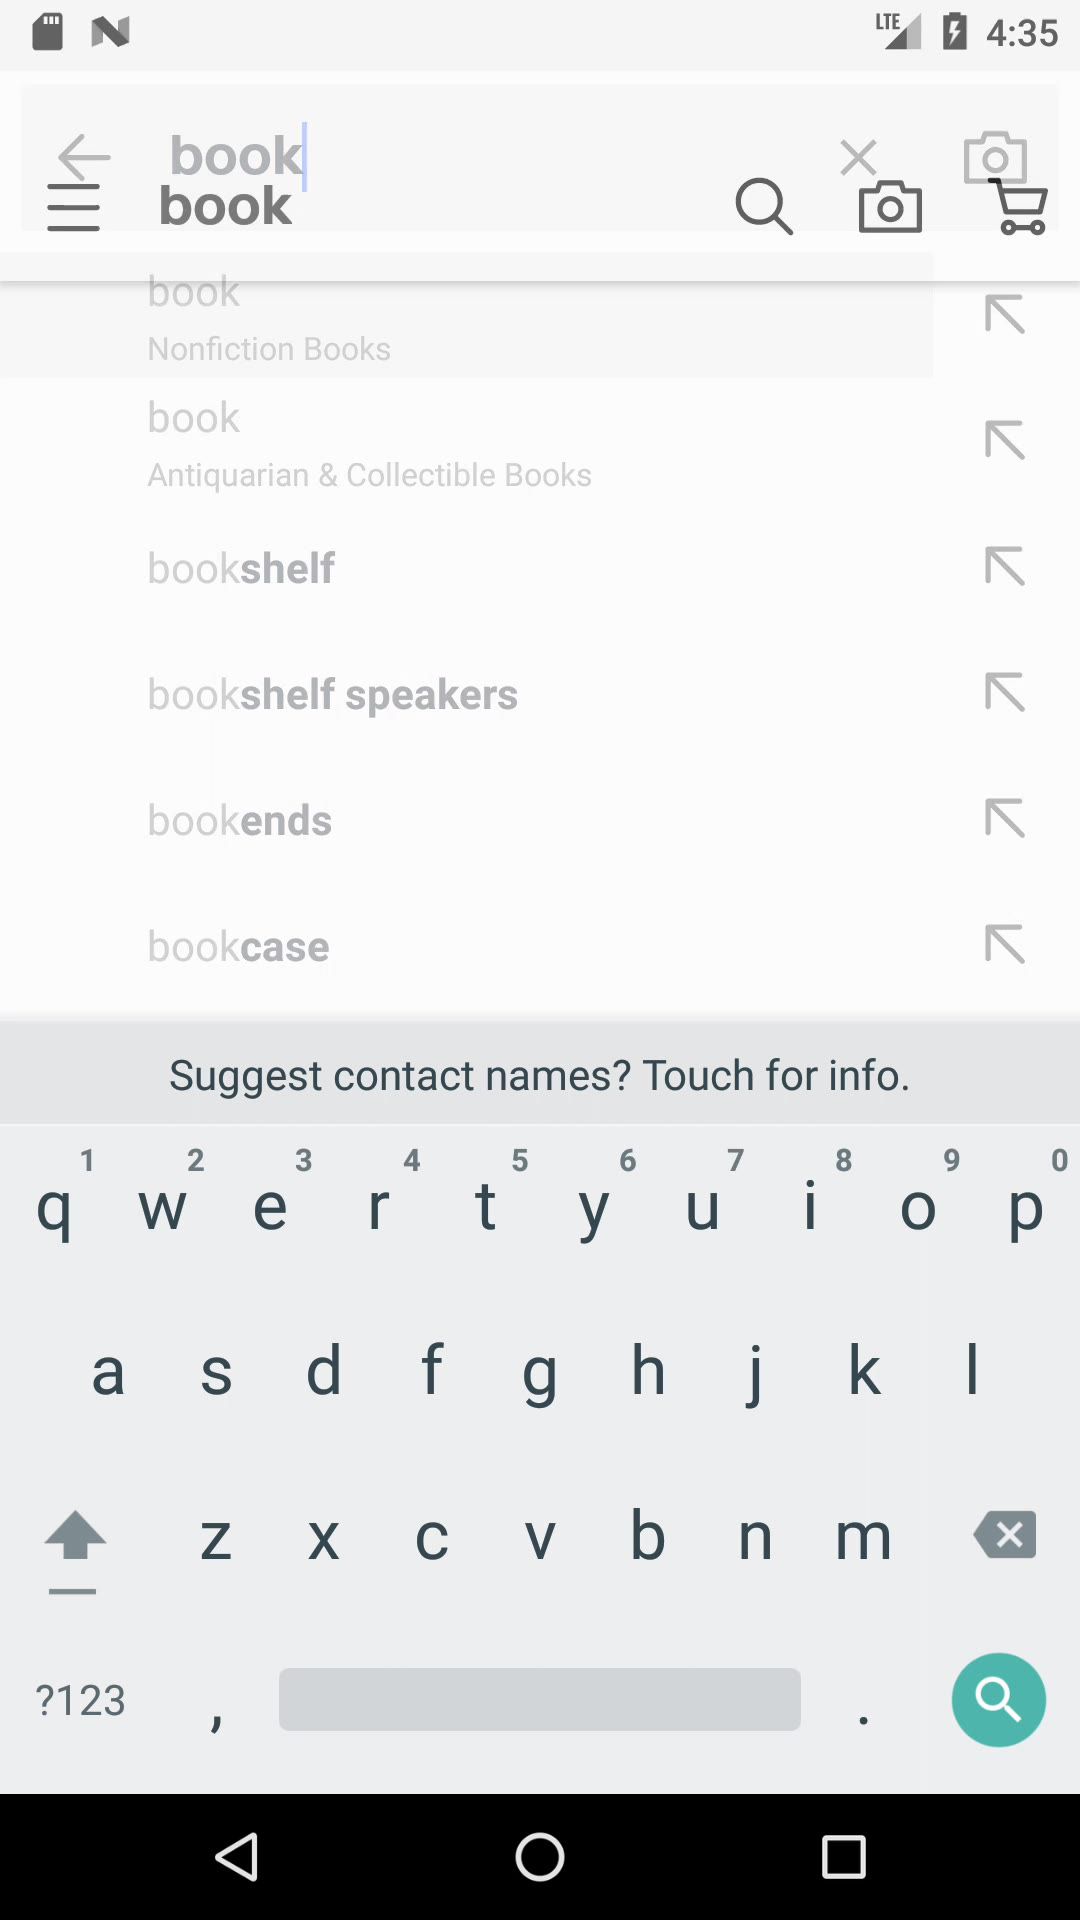 LTE 4:35
book
book
book
Nonfiction Books
book
Antiquarian & Collectible Books
bookshelf
bookshelf speakers
bookends
bookcase
Suggest contact names? Touch for info.
1 2 3 4 5 6 7 8 9 0
q w e r t y u i o p
a s d f g h j k l
z x c v b n m
?123 , .